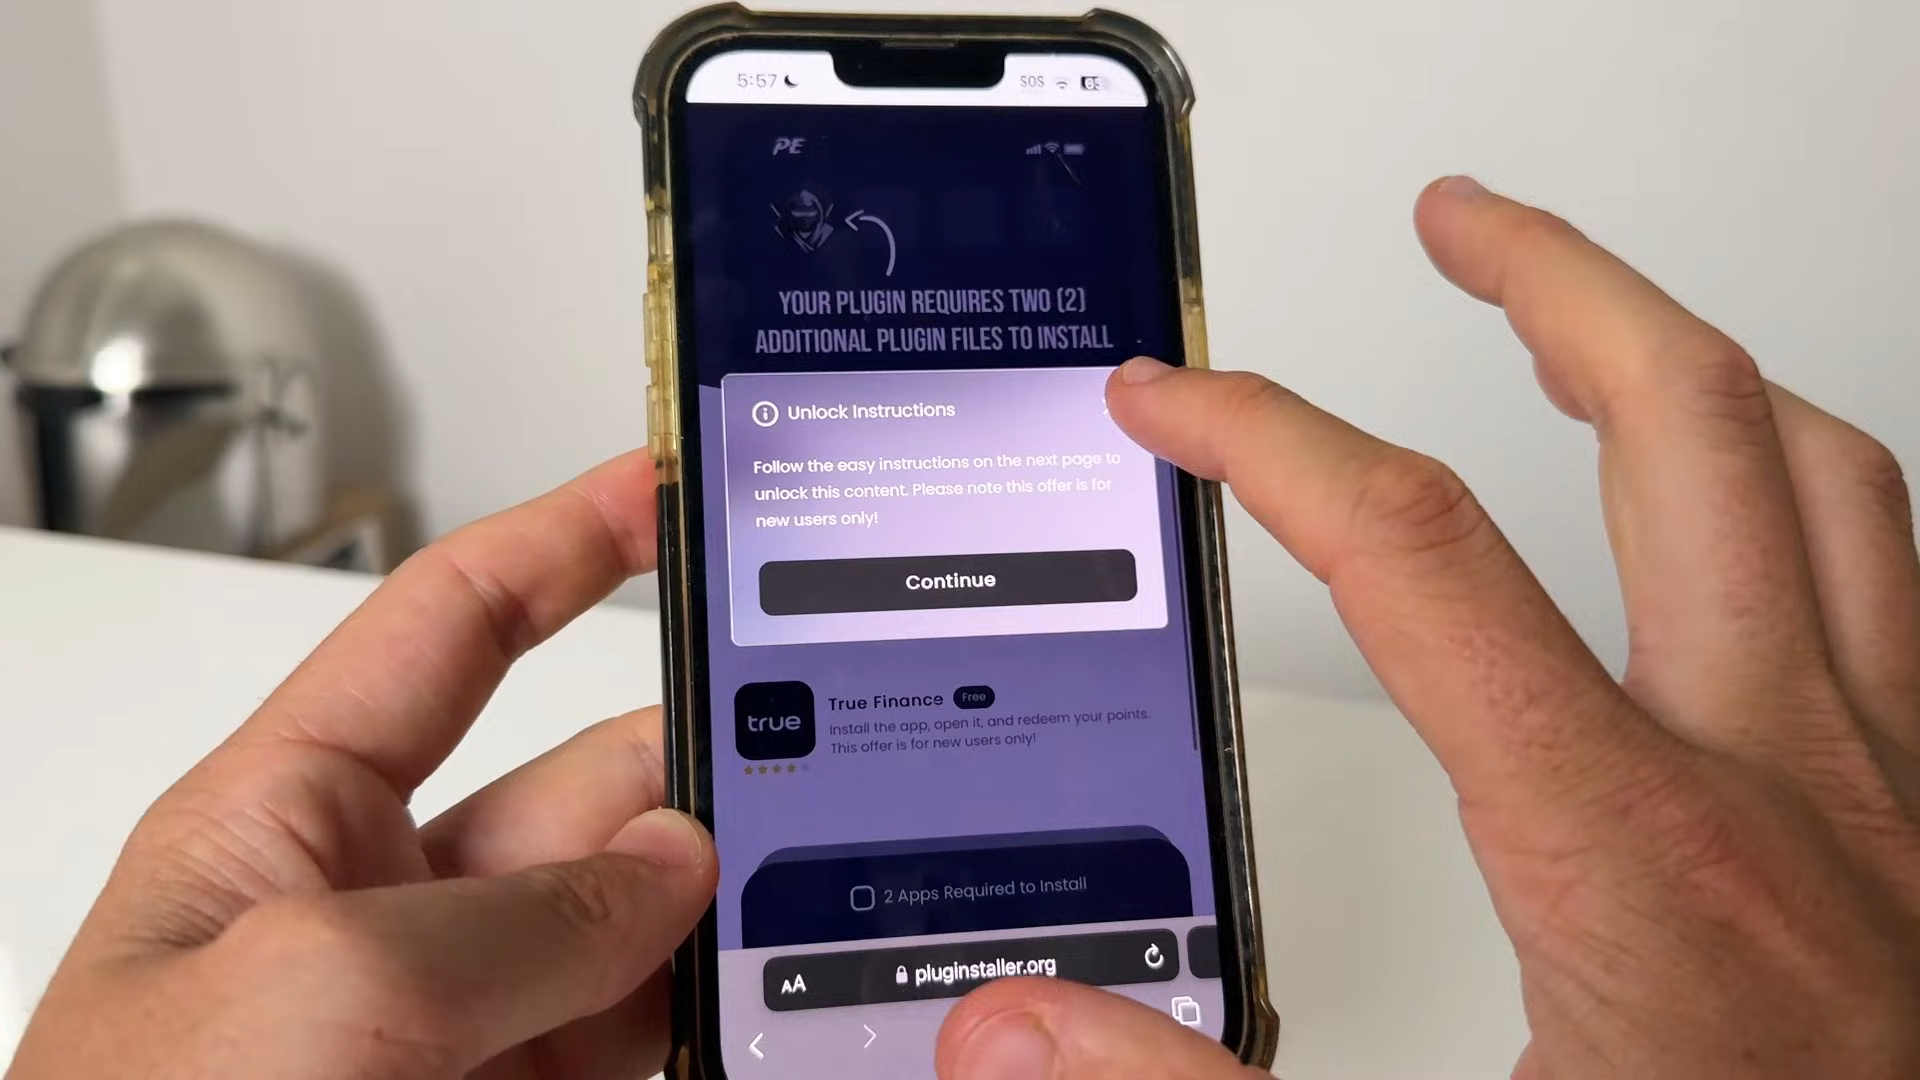 5:57
SOS
65
PE
YOUR PLUGIN REQUIRES TWO (2)
ADDITIONAL PLUGIN FILES TO INSTALL
Unlock Instructions
Follow the easy instructions on the next page to
unlock this content. Please note this offer is for
new users only!
Continue
true
True Finance Free
Install the app, open it, and redeem your points.
This offer is for new users only!
2 Apps Required to Install
AA pluginstaller.org